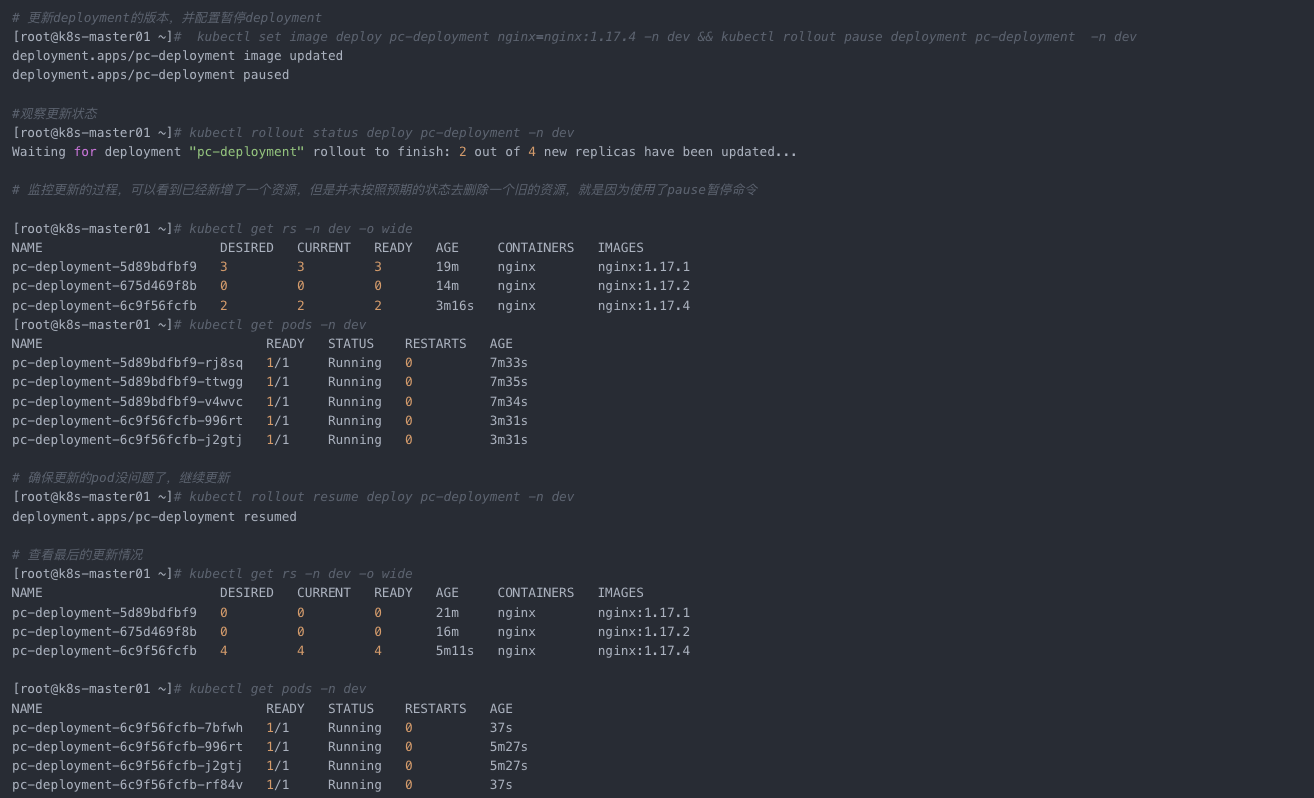 # 更新deployment的版本，并配置暂停deployment
[root@k8s-master01 ~]#  kubectl set image deploy pc-deployment nginx=nginx:1.17.4 -n dev && kubectl rollout pause deployment pc-deployment  -n dev
deployment.apps/pc-deployment image updated
deployment.apps/pc-deployment paused
#观察更新状态
[root@k8s-master01 ~]# kubectl rollout status deploy pc-deployment -n dev
Waiting for deployment "pc-deployment" rollout to finish: 2 out of 4 new replicas have been updated...
# 监控更新的过程，可以看到已经新增了一个资源，但是并未按照预期的状态去删除一个旧的资源，就是因为使用了pause暂停命令
[root@k8s-master01 ~]# kubectl get rs -n dev -o wide
NAME                       DESIRED   CURRENT   READY   AGE     CONTAINERS   IMAGES
pc-deployment-5d89bdfbf9   3         3         3       19m     nginx        nginx:1.17.1
pc-deployment-675d469f8b   0         0         0       14m     nginx        nginx:1.17.2
pc-deployment-6c9f56fcfb   2         2         2       3m16s   nginx        nginx:1.17.4
[root@k8s-master01 ~]# kubectl get pods -n dev
NAME                             READY   STATUS    RESTARTS   AGE
pc-deployment-5d89bdfbf9-rj8sq   1/1     Running   0          7m33s
pc-deployment-5d89bdfbf9-ttwgg   1/1     Running   0          7m35s
pc-deployment-5d89bdfbf9-v4wvc   1/1     Running   0          7m34s
pc-deployment-6c9f56fcfb-996rt   1/1     Running   0          3m31s
pc-deployment-6c9f56fcfb-j2gtj   1/1     Running   0          3m31s
# 确保更新的pod没问题了，继续更新
[root@k8s-master01 ~]# kubectl rollout resume deploy pc-deployment -n dev
deployment.apps/pc-deployment resumed
# 查看最后的更新情况
[root@k8s-master01 ~]# kubectl get rs -n dev -o wide
NAME                       DESIRED   CURRENT   READY   AGE     CONTAINERS   IMAGES
pc-deployment-5d89bdfbf9   0         0         0       21m     nginx        nginx:1.17.1
pc-deployment-675d469f8b   0         0         0       16m     nginx        nginx:1.17.2
pc-deployment-6c9f56fcfb   4         4         4       5m11s   nginx        nginx:1.17.4
[root@k8s-master01 ~]# kubectl get pods -n dev
NAME                             READY   STATUS    RESTARTS   AGE
pc-deployment-6c9f56fcfb-7bfwh   1/1     Running   0          37s
pc-deployment-6c9f56fcfb-996rt   1/1     Running   0          5m27s
pc-deployment-6c9f56fcfb-j2gtj   1/1     Running   0          5m27s
pc-deployment-6c9f56fcfb-rf84v   1/1     Running   0          37s